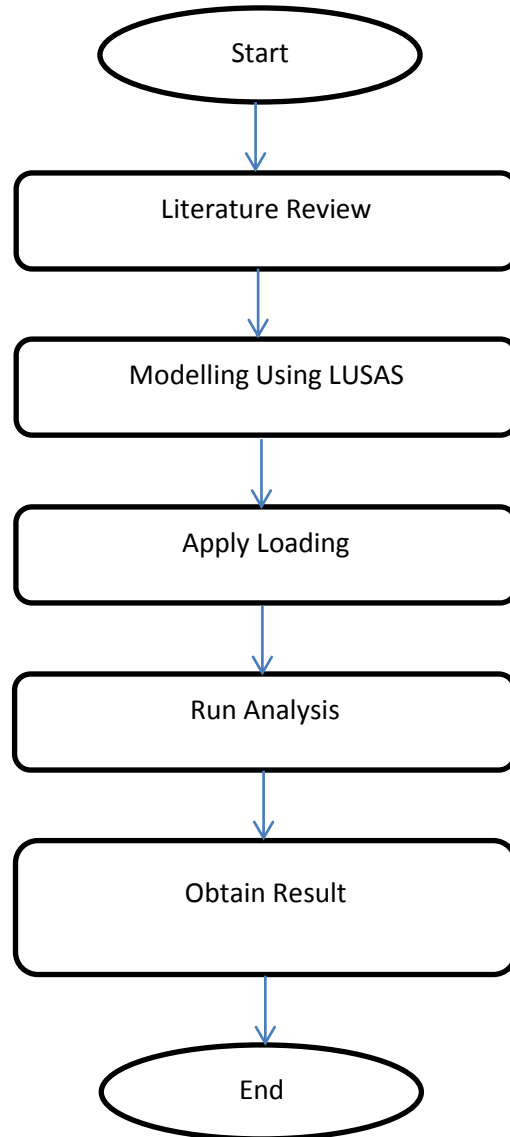 Start
Literature Review
Modelling Using LUSAS
Apply Loading
Run Analysis
Obtain Result
End